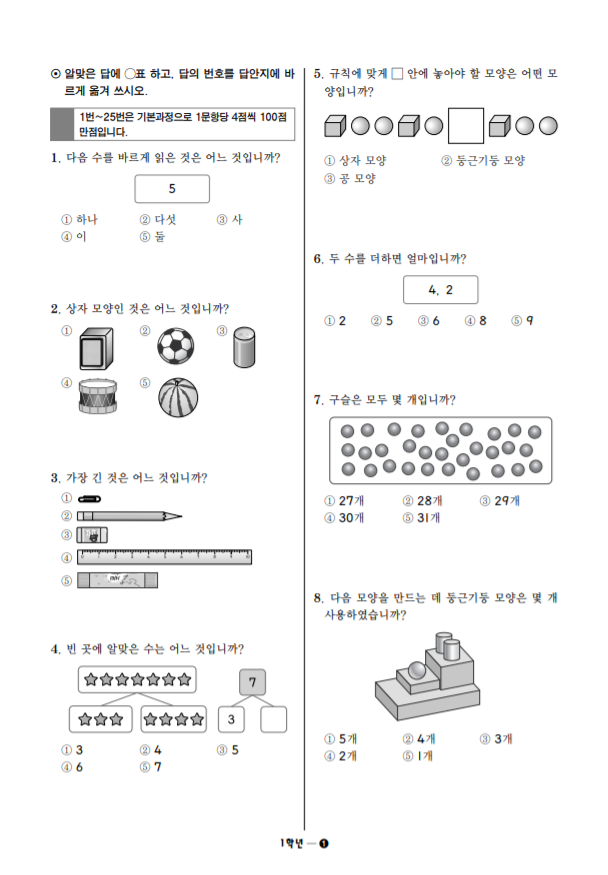 ⊙ 알맞은 답에 ○표 하고, 답의 번호를 답안지에 바
르게 옮겨 쓰시오.
1번~25번은 기본과정으로 1문항당 4점씩 100점
만점입니다.
1. 다음 수를 바르게 읽은 것은 어느 것입니까?
5
① 하나 ② 다섯 ③ 사
④ 이 ⑤ 둘
2. 상자 모양인 것은 어느 것입니까?
① ② ③
④ ⑤
3. 가장 긴 것은 어느 것입니까?
①
②
③
④
⑤
4. 빈 곳에 알맞은 수는 어느 것입니까?
7
3
① 3 ② 4 ③ 5
④ 6 ⑤ 7
5. 규칙에 맞게 □ 안에 놓아야 할 모양은 어떤 모
양입니까?
① 상자 모양 ② 둥근기둥 모양
③ 공 모양
6. 두 수를 더하면 얼마입니까?
4, 2
① 2 ② 5 ③ 6 ④ 8 ⑤ 9
7. 구슬은 모두 몇 개입니까?
① 27개 ② 28개 ③ 29개
④ 30개 ⑤ 31개
8. 다음 모양을 만드는 데 둥근기둥 모양은 몇 개
사용하였습니까?
① 5개 ② 4개 ③ 3개
④ 2개 ⑤ 1개
1학년 — ❶